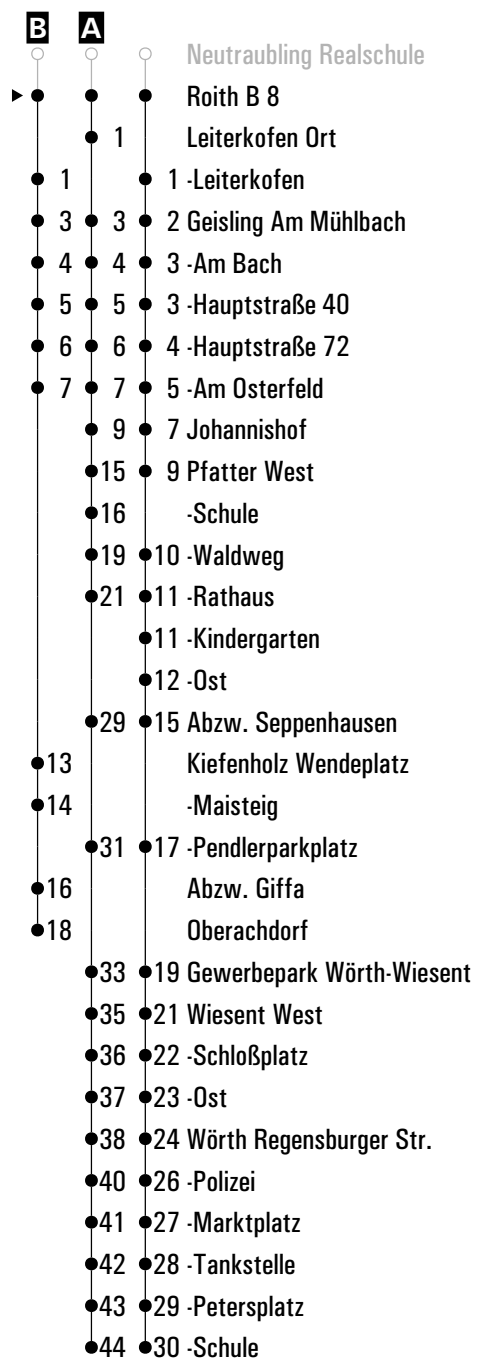 B A
Neutraubling Realschule
Roith B 8
1 Leiterkofen Ort
1 1 -Leiterkofen
3 3 2 Geisling Am Mühlbach
4 4 3 -Am Bach
5 5 3 -Hauptstraße 40
6 6 4 -Hauptstraße 72
7 7 5 -Am Osterfeld
9 7 Johannishof
15 9 Pfatter West
16 -Schule
19 10 -Waldweg
21 11 -Rathaus
11 -Kindergarten
12 -Ost
29 15 Abzw. Seppenhausen
13 Kiefenholz Wendeplatz
14 -Maisteig
31 17 -Pendlerparkplatz
16 Abzw. Giffa
18 Oberachdorf
33 19 Gewerbepark Wörth-Wiesent
35 21 Wiesent West
36 22 -Schloßplatz
37 23 -Ost
38 24 Wörth Regensburger Str.
40 26 -Polizei
41 27 -Marktplatz
42 28 -Tankstelle
43 29 -Petersplatz
44 30 -Schule